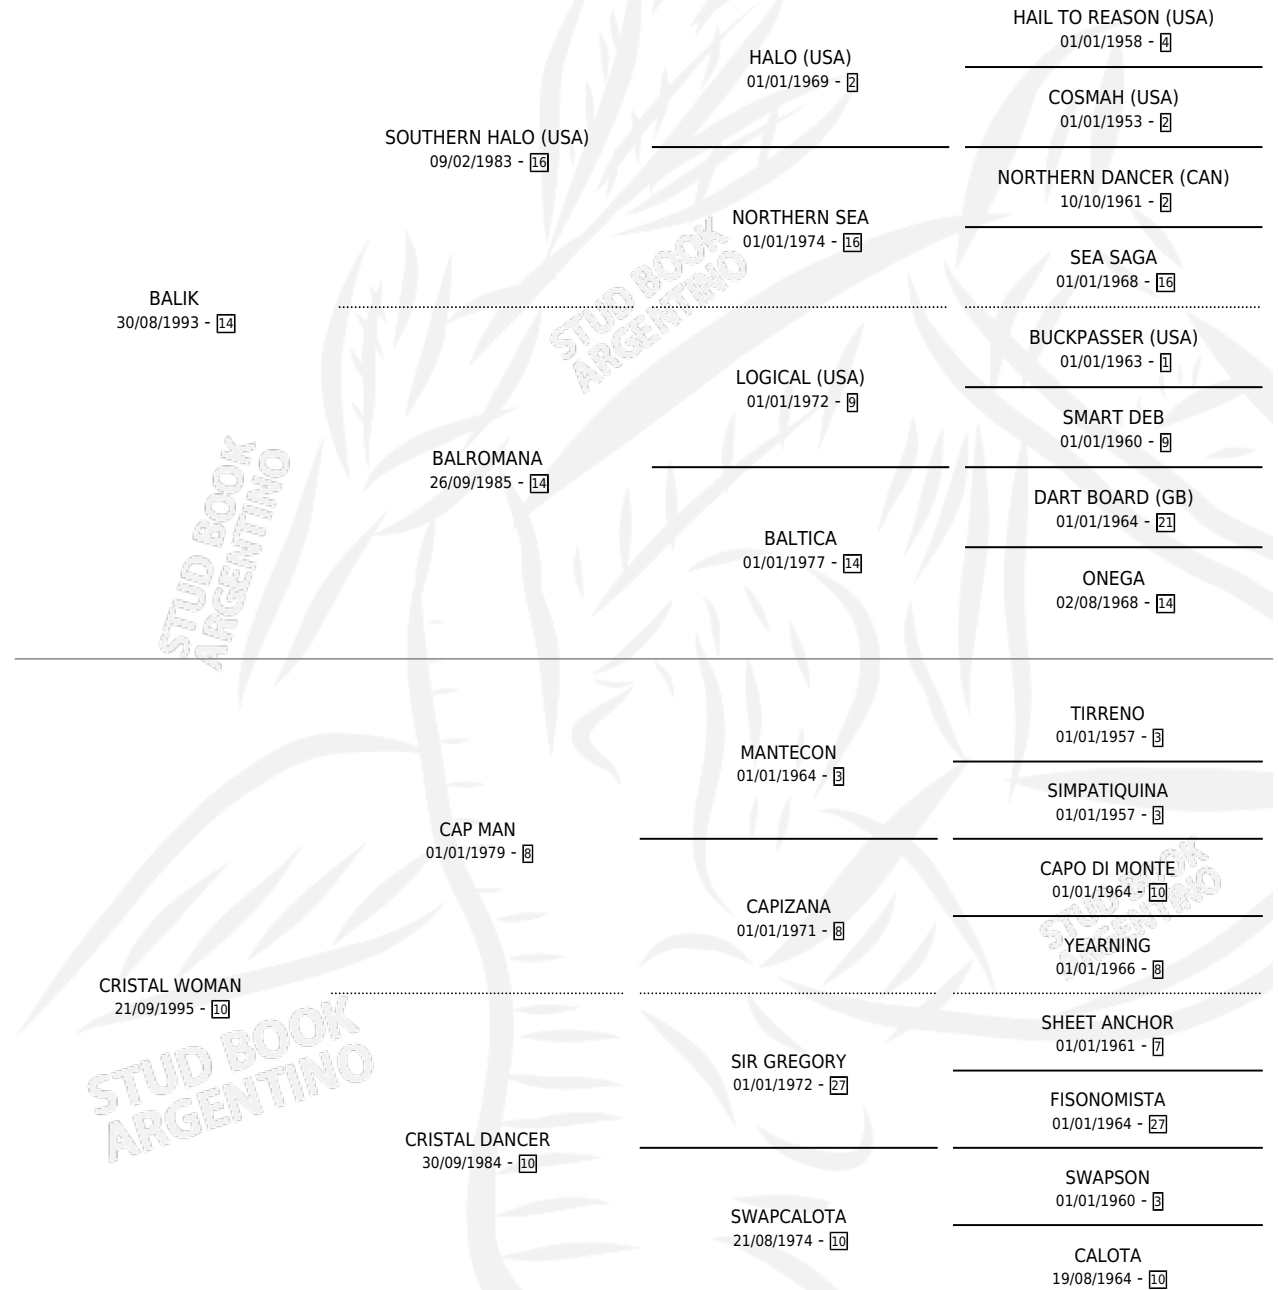 HAIL TO REASON (USA)
01/01/1958 - 4
HALO (USA)
01/01/1969 - 2
COSMAH (USA)
01/01/1953 - 2
SOUTHERN HALO (USA)
09/02/1983 - 16
NORTHERN DANCER (CAN)
10/10/1961 - 2
NORTHERN SEA
01/01/1974 - 16
SEA SAGA
01/01/1968 - 16
BALIK
30/08/1993 - 14
BUCKPASSER (USA)
01/01/1963 - 1
LOGICAL (USA)
01/01/1972 - 9
SMART DEB
01/01/1960 - 9
BALROMANA
26/09/1985 - 14
DART BOARD (GB)
01/01/1964 - 21
BALTICA
01/01/1977 - 14
ONEGA
02/08/1968 - 14
TIRRENO
01/01/1957 - 3
MANTECON
01/01/1964 - 3
SIMPATIQUINA
01/01/1957 - 3
CAP MAN
01/01/1979 - 8
CAPO DI MONTE
01/01/1964 - 10
CAPIZANA
01/01/1971 - 8
YEARNING
01/01/1966 - 8
CRISTAL WOMAN
21/09/1995 - 10
SHEET ANCHOR
01/01/1961 - 7
SIR GREGORY
01/01/1972 - 27
FISONOMISTA
01/01/1964 - 27
CRISTAL DANCER
30/09/1984 - 10
SWAPSON
01/01/1960 - 3
SWAPCALOTA
21/08/1974 - 10
CALOTA
19/08/1964 - 10
STUD BOOK
ARGENTINO
STUD BOOK
ARGENTINO
STUD BOOK
ARGENTINO
STUD BOOK
ARGENTINO